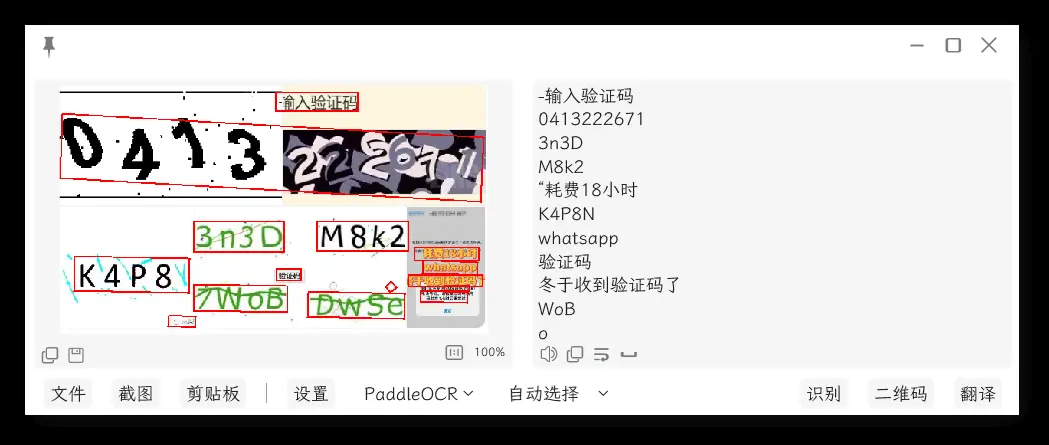 -输入验证码
0413
3n3D
M8k2
K4P8
验证码
7WoB
DwSe
whatsapp
100%
-输入验证码
0413222671
3n3D
M8k2
“耗费18小时
K4P8N
whatsapp
验证码
冬于收到验证码了
WoB
o
文件 截图 剪贴板 设置 PaddleOCR 自动选择 识别 二维码 翻译